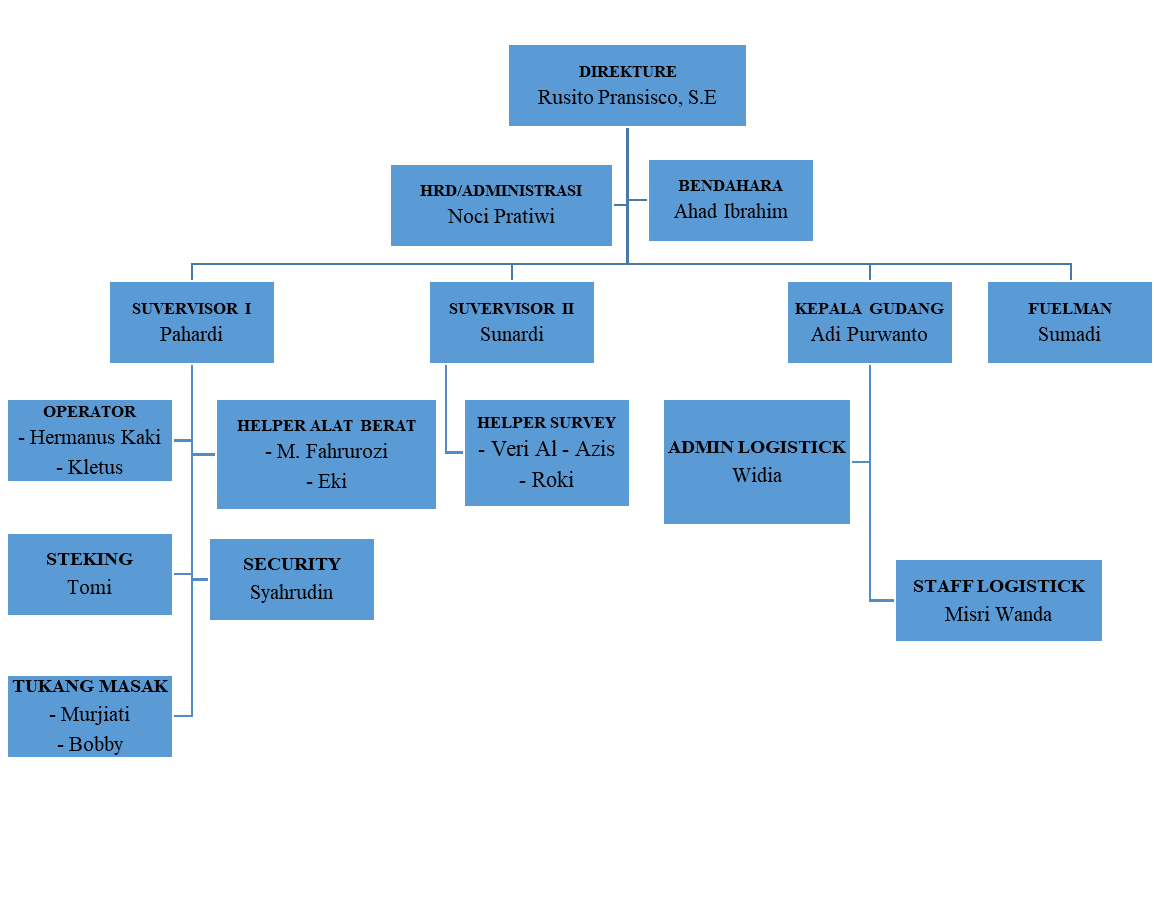 DIREKTURE
Rusito Pransisco, S.E
HRD/ADMINISTRASI
Noci Pratiwi
BENDAHARA
Ahad Ibrahim
SUVERVISOR I
Pahardi
SUVERVISOR II
Sunardi
KEPALA GUDANG
Adi Purwanto
FUELMAN
Sumadi
OPERATOR
- Hermanus Kaki
- Kletus
HELPER ALAT BERAT
- M. Fahrurozi
- Eki
HELPER SURVEY
- Veri Al - Azis
- Roki
ADMIN LOGISTICK
Widia
STEKING
Tomi
SECURITY
Syahrudin
STAFF LOGISTICK
Misri Wanda
TUKANG MASAK
- Murjiati
- Bobby